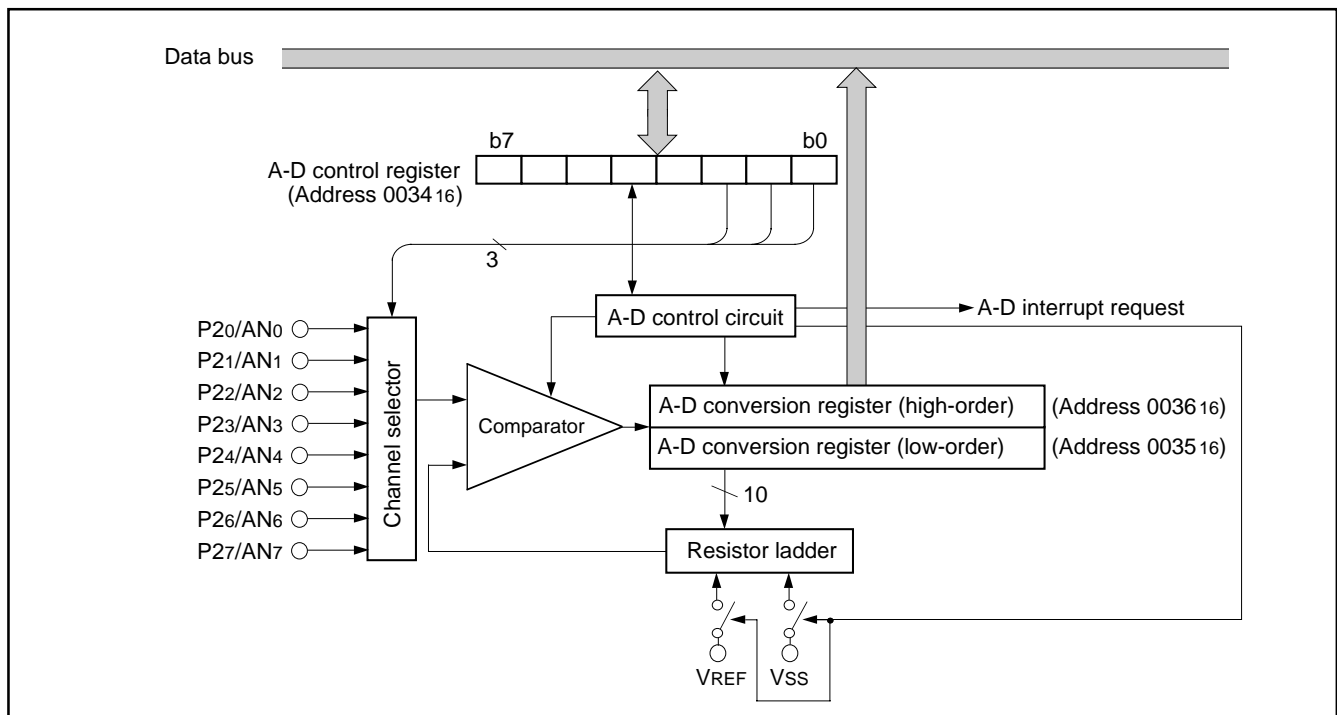 Data bus
b7 b0
A-D control register
(Address 003416)
3
A-D control circuit
A-D interrupt request
P20/AN0
P21/AN1
P22/AN2
P23/AN3
P24/AN4
P25/AN5
P26/AN6
P27/AN7
Channel selector
Comparator
A-D conversion register (high-order) (Address 003616)
A-D conversion register (low-order) (Address 003516)
10
Resistor ladder
VREF VSS